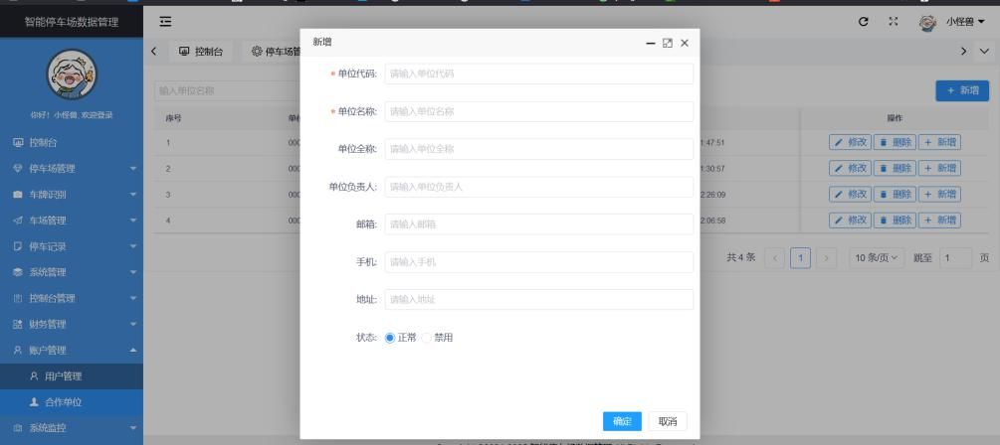 智能停车场数据管理
小怪兽
控制台
停车场管
你好！小怪兽, 欢迎登录
控制台
停车场管理
车牌识别
车场管理
停车记录
系统管理
控制台管理
财务管理
账户管理
用户管理
合作单位
系统监控
输入单位名称
+ 新增
序号
操作
1
000
1:47:51
修改 删除 + 新增
2
000
1:30:57
修改 删除 + 新增
3
000
2:26:09
修改 删除 + 新增
4
000
2:06:58
修改 删除 + 新增
共 4 条
1
10 条/页
跳至 1 页
新增
* 单位代码: 请输入单位代码
* 单位名称: 请输入单位名称
单位全称: 请输入单位全称
单位负责人: 请输入单位负责人
邮箱: 请输入邮箱
手机: 请输入手机
地址: 请输入地址
状态: 正常 禁用
确定 取消